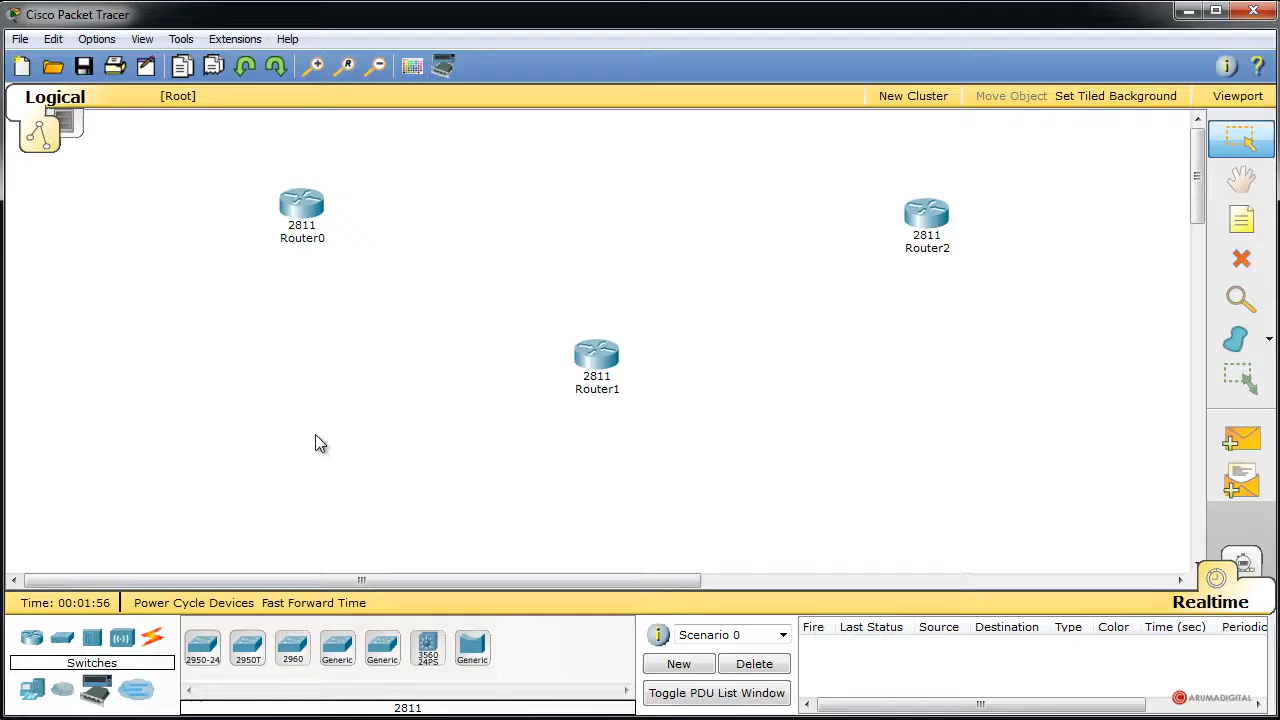 Cisco Packet Tracer
File Edit Options View Tools Extensions Help
Logical [Root] New Cluster Move Object Set Tiled Background Viewport
2811
Router0
2811
Router2
2811
Router1
Time: 00:01:56 Power Cycle Devices Fast Forward Time Realtime
Switches
2950-24 2950T 2960 Generic Generic 3560 24PS Generic
2811
Scenario 0
New Delete
Toggle PDU List Window
Fire Last Status Source Destination Type Color Time (sec) Periodic
CARUMADIGITAL